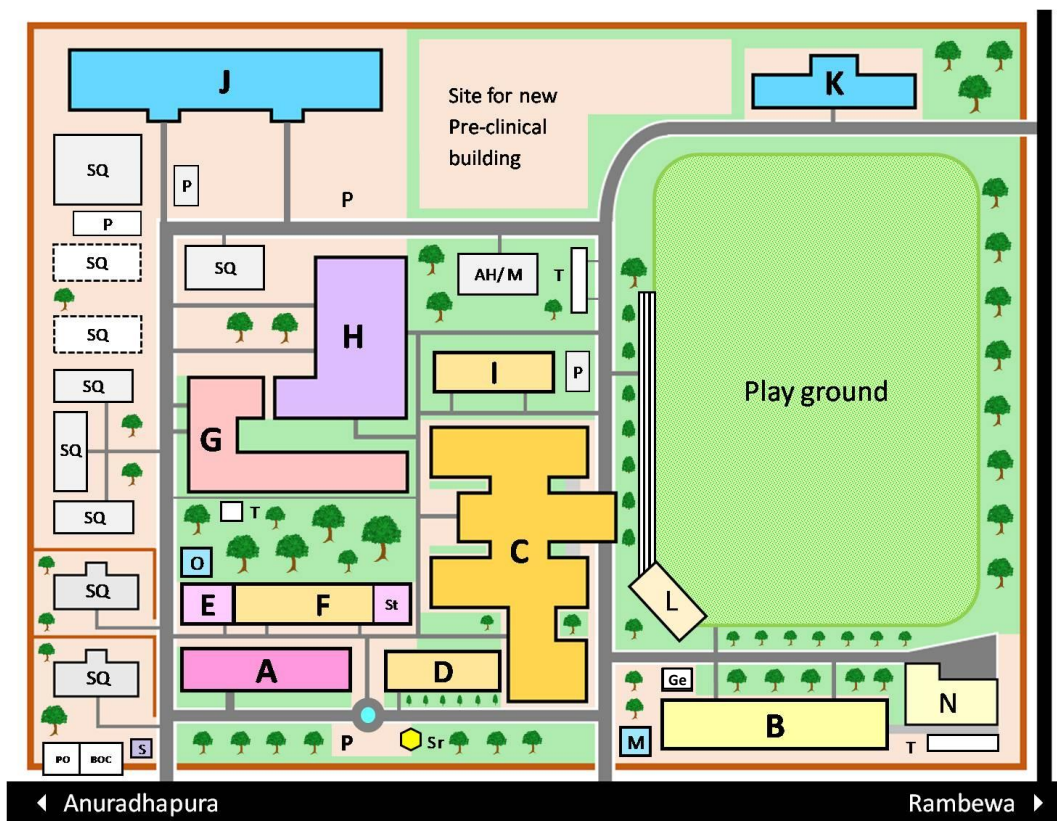 J
K
Site for new
Pre-clinical
building
SQ
P
P
P
SQ
SQ
AH/ M
T
SQ
H
SQ
I
P
Play ground
SQ
G
SQ
C
SQ
T
O
SQ
E
F
St
L
A
D
SQ
Ge
N
B
P
Sr
M
T
S
PO
BOC
Anuradhapura
Rambewa